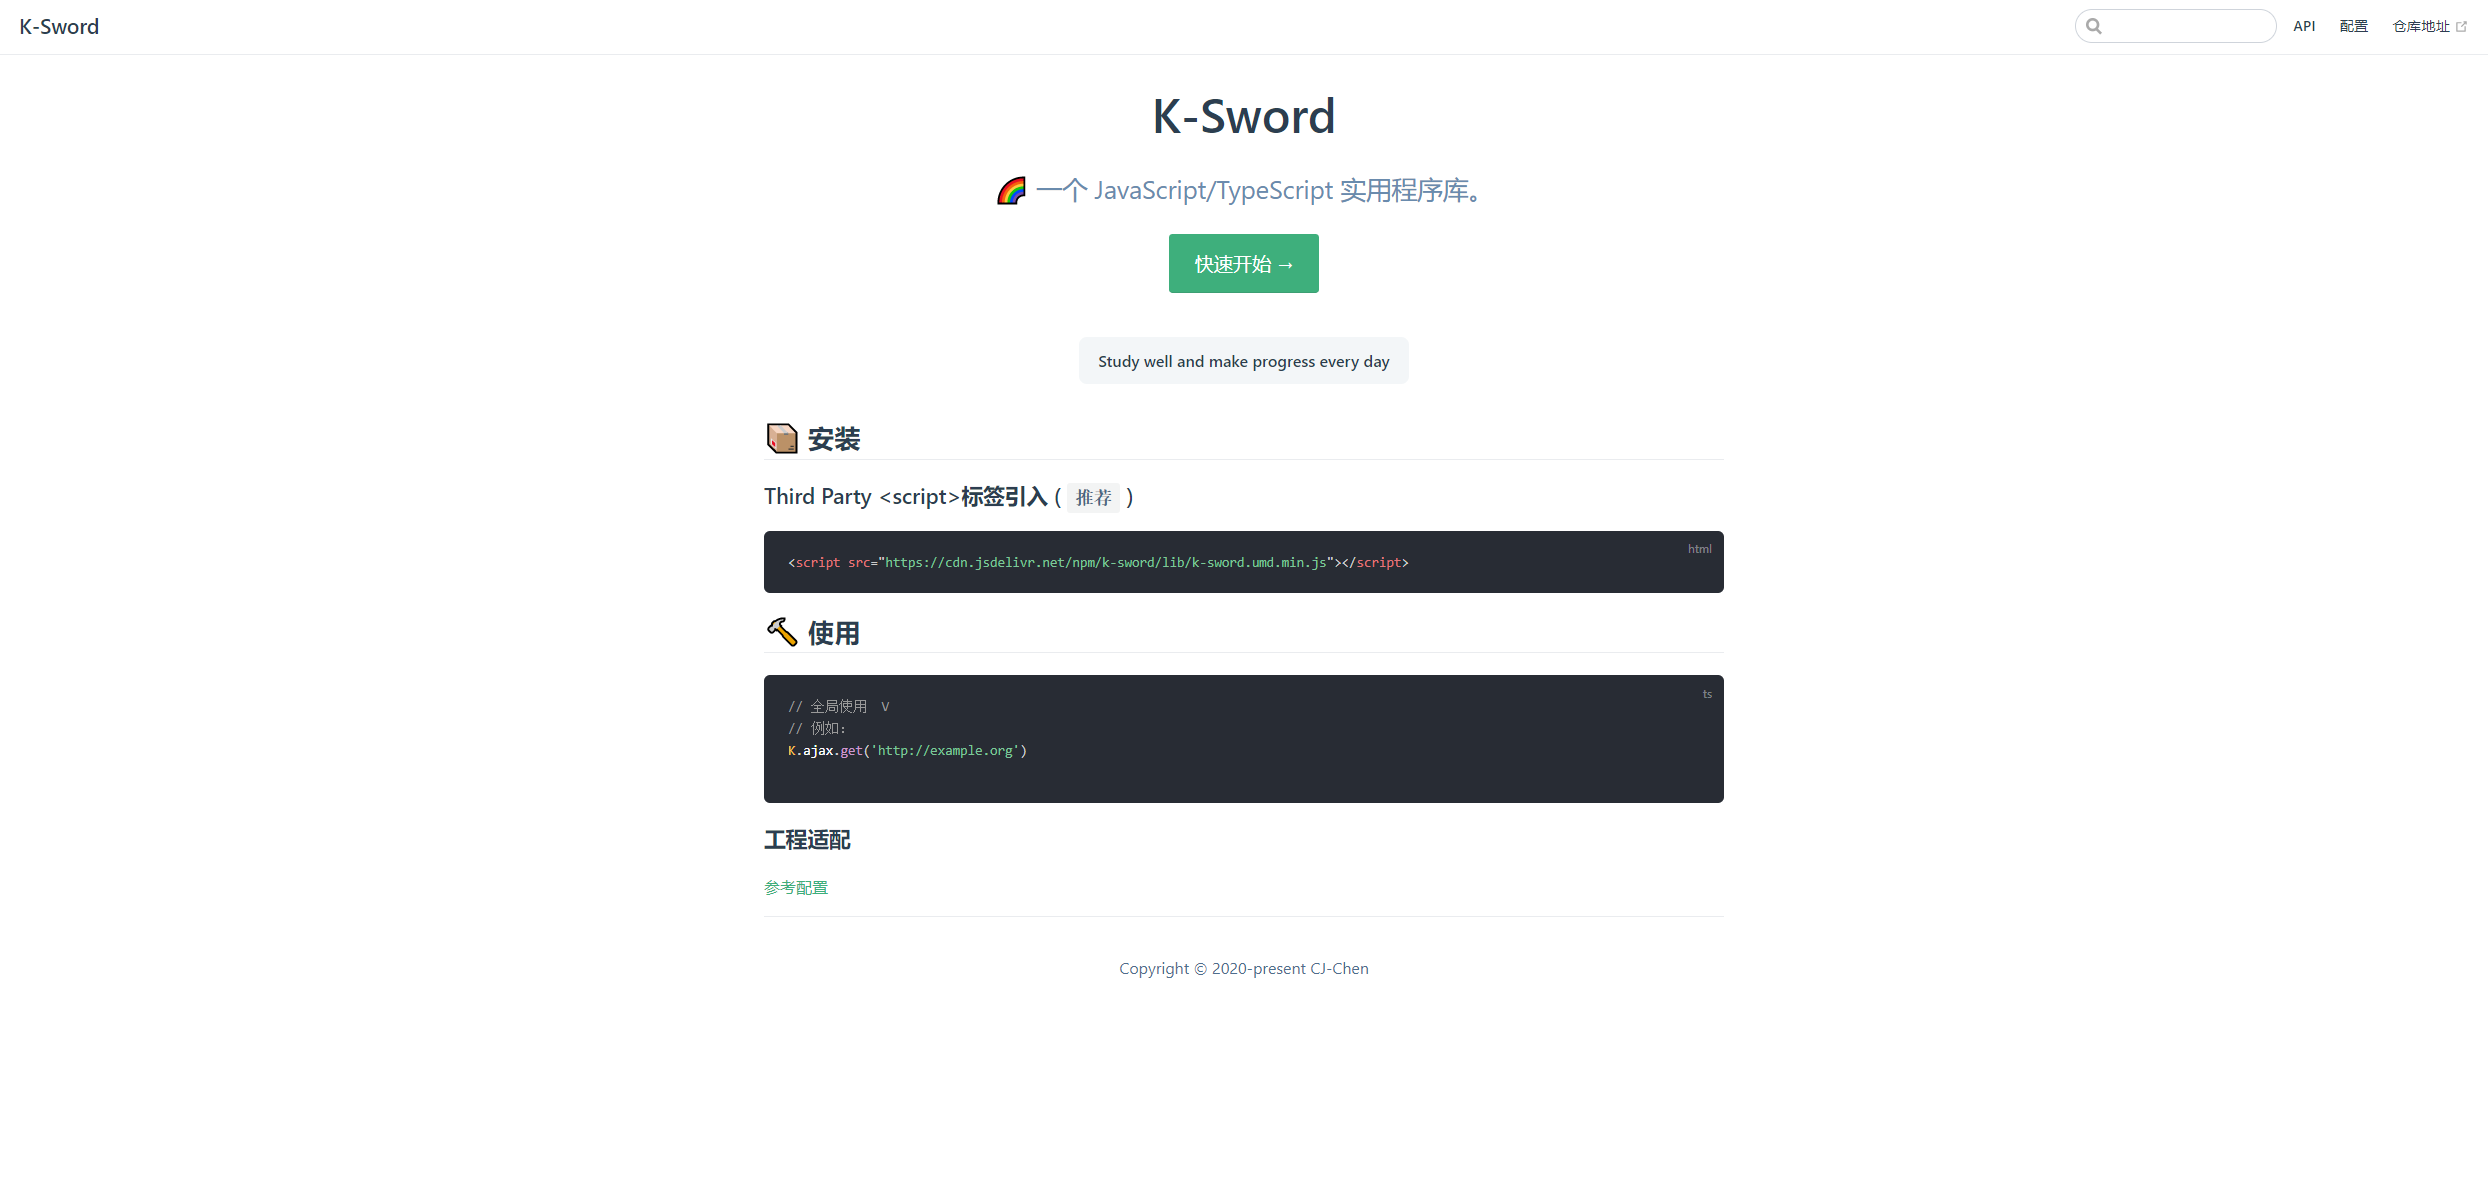 K-Sword
API
配置
仓库地址
K-Sword
🌈 一个 JavaScript/TypeScript 实用程序库。
快速开始 →
Study well and make progress every day
📦 安装
Third Party <script>标签引入 ( 推荐 )
html
<script src="https://cdn.jsdelivr.net/npm/k-sword/lib/k-sword.umd.min.js"></script>
🔨 使用
ts
// 全局使用 V
// 例如：
K.ajax.get('http://example.org')
工程适配
参考配置
Copyright © 2020-present CJ-Chen